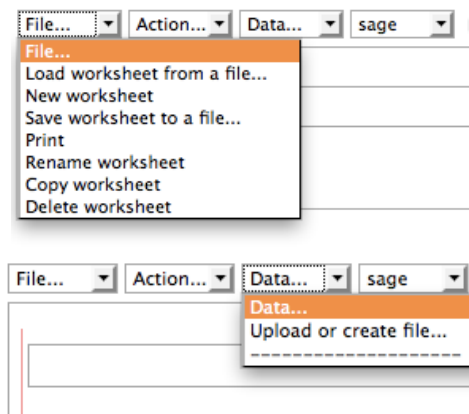 File... Action... Data... sage
File...
Load worksheet from a file...
New worksheet
Save worksheet to a file...
Print
Rename worksheet
Copy worksheet
Delete worksheet
File... Action... Data... sage
Data...
Upload or create file...
---------------------